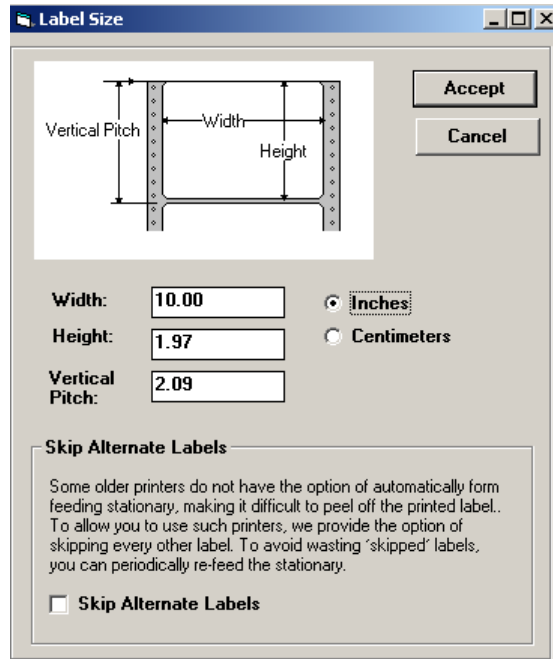 Label Size
Accept
Cancel
Vertical Pitch
Width
Height
Width: 10.00
Inches
Height: 1.97
Centimeters
Vertical
Pitch:
2.09
Skip Alternate Labels
Some older printers do not have the option of automatically form
feeding stationary, making it difficult to peel off the printed label..
To allow you to use such printers, we provide the option of
skipping every other label. To avoid wasting ‘skipped’ labels,
you can periodically re-feed the stationary.
Skip Alternate Labels